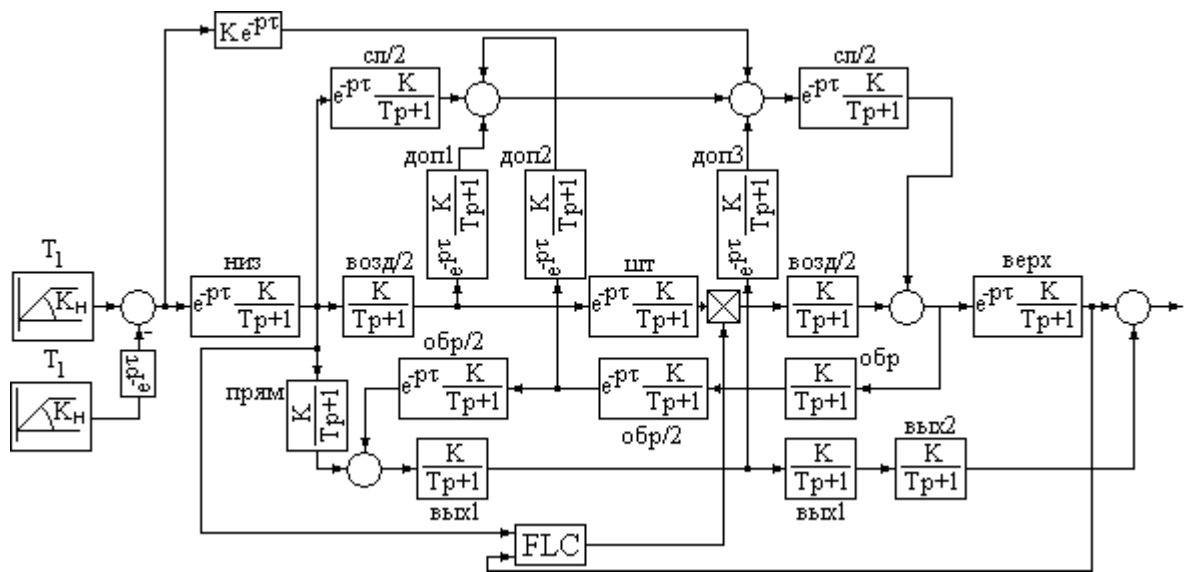 Ke^-pτ
сл/2
e^-pτ K/Tp+1
сл/2
e^-pτ K/Tp+1
доп1
доп2
доп3
e^-pτ K/Tp+1
e^-pτ K/Tp+1
e^-pτ K/Tp+1
T1
Kн
-
низ
e^-pτ K/Tp+1
возд/2
K/Tp+1
шт
e^-pτ K/Tp+1
возд/2
K/Tp+1
верх
e^-pτ K/Tp+1
T1
Kн
e^-pτ
прям
K/Tp+1
обр/2
e^-pτ K/Tp+1
e^-pτ K/Tp+1
обр/2
K/Tp+1
обр
K/Tp+1
вых1
K/Tp+1
вых1
вых2
K/Tp+1
FLC